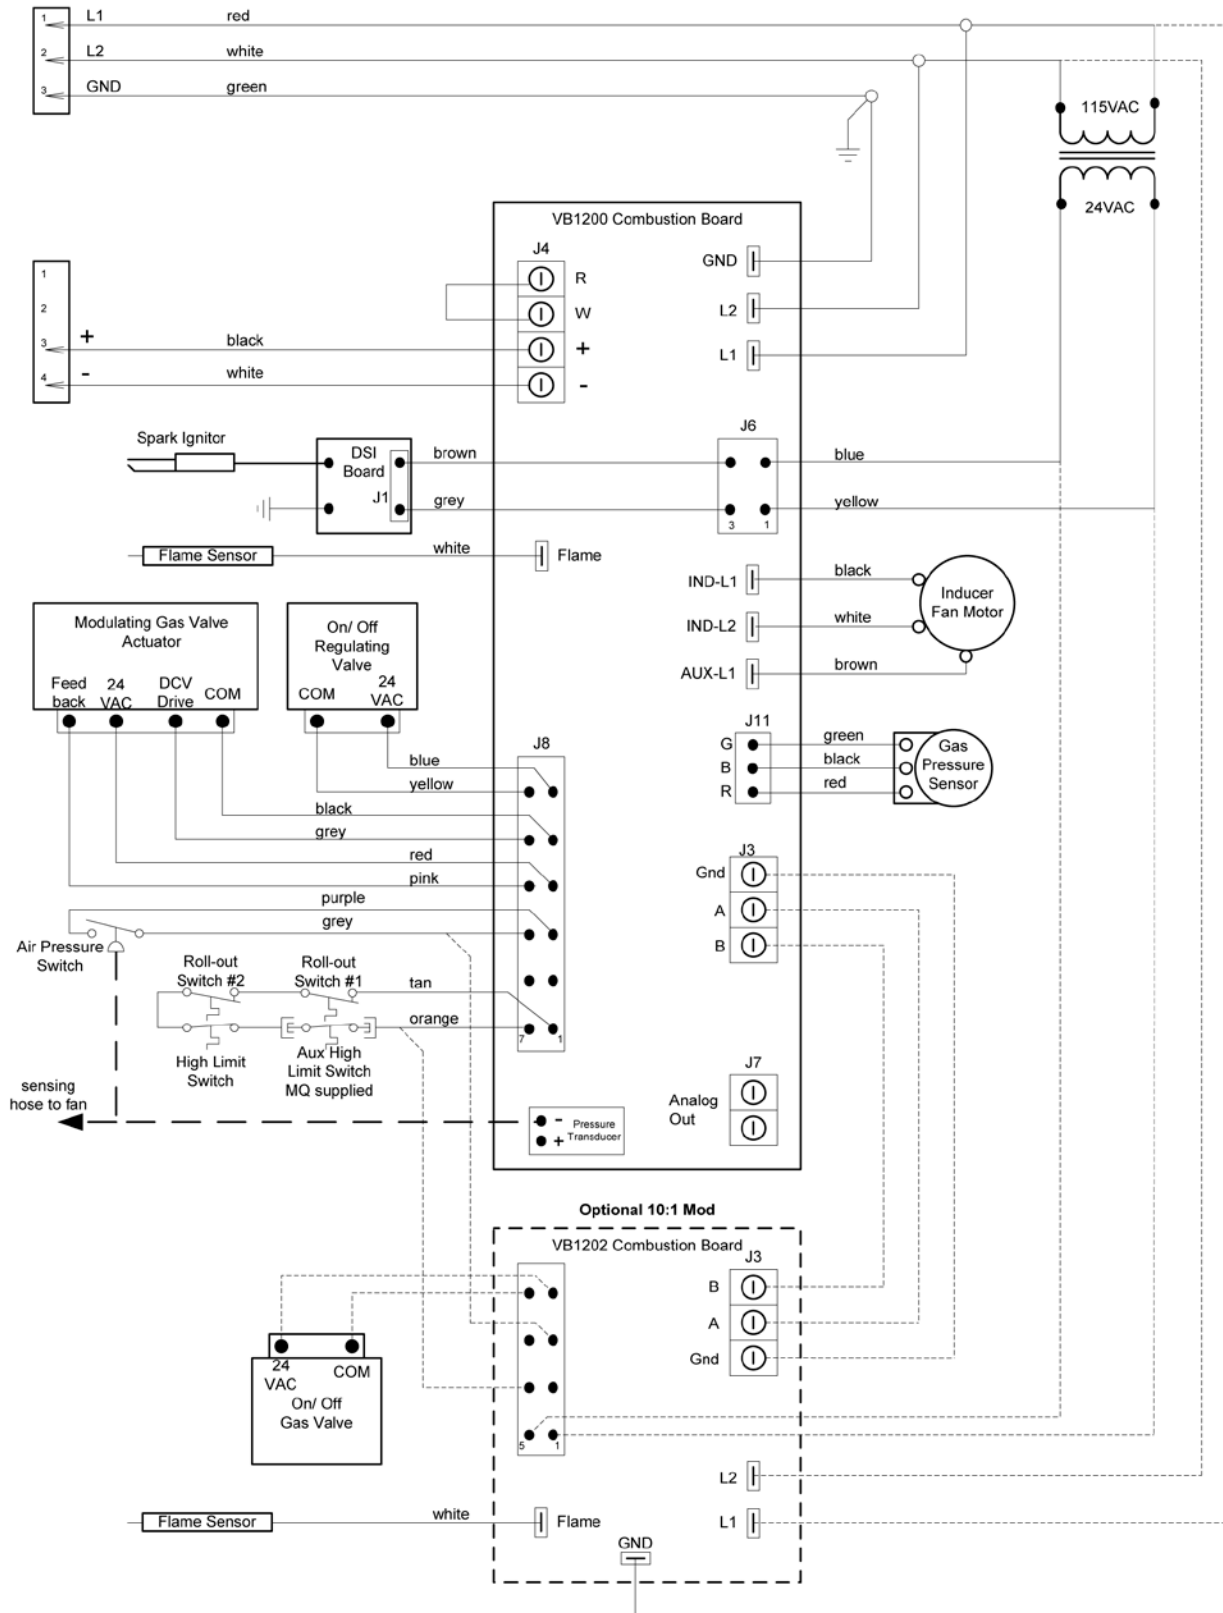 1 L1 red
2 L2 white
3 GND green
115VAC
24VAC
VB1200 Combustion Board
J4
R
W
+
-
GND
L2
L1
1
2
3 + black
4 - white
Spark Ignitor
DSI
Board
J1
brown
grey
J6
3 1
blue
yellow
Flame Sensor
white
Flame
IND-L1 black
IND-L2 white
AUX-L1 brown
Inducer
Fan Motor
Modulating Gas Valve
Actuator
Feed
back
24
VAC
DCV
Drive
COM
On/ Off
Regulating
Valve
COM
24
VAC
J11
G green
B black
R red
Gas
Pressure
Sensor
J8
blue
yellow
black
grey
red
pink
purple
grey
tan
orange
7 1
Air Pressure
Switch
Roll-out
Switch #2
Roll-out
Switch #1
High Limit
Switch
Aux High
Limit Switch
MQ supplied
sensing
hose to fan
J3
Gnd
A
B
J7
Analog
Out
-
+
Pressure
Transducer
Optional 10:1 Mod
VB1202 Combustion Board
J3
B
A
Gnd
5 1
24
VAC
COM
On/ Off
Gas Valve
L2
L1
Flame Sensor
white
Flame
GND